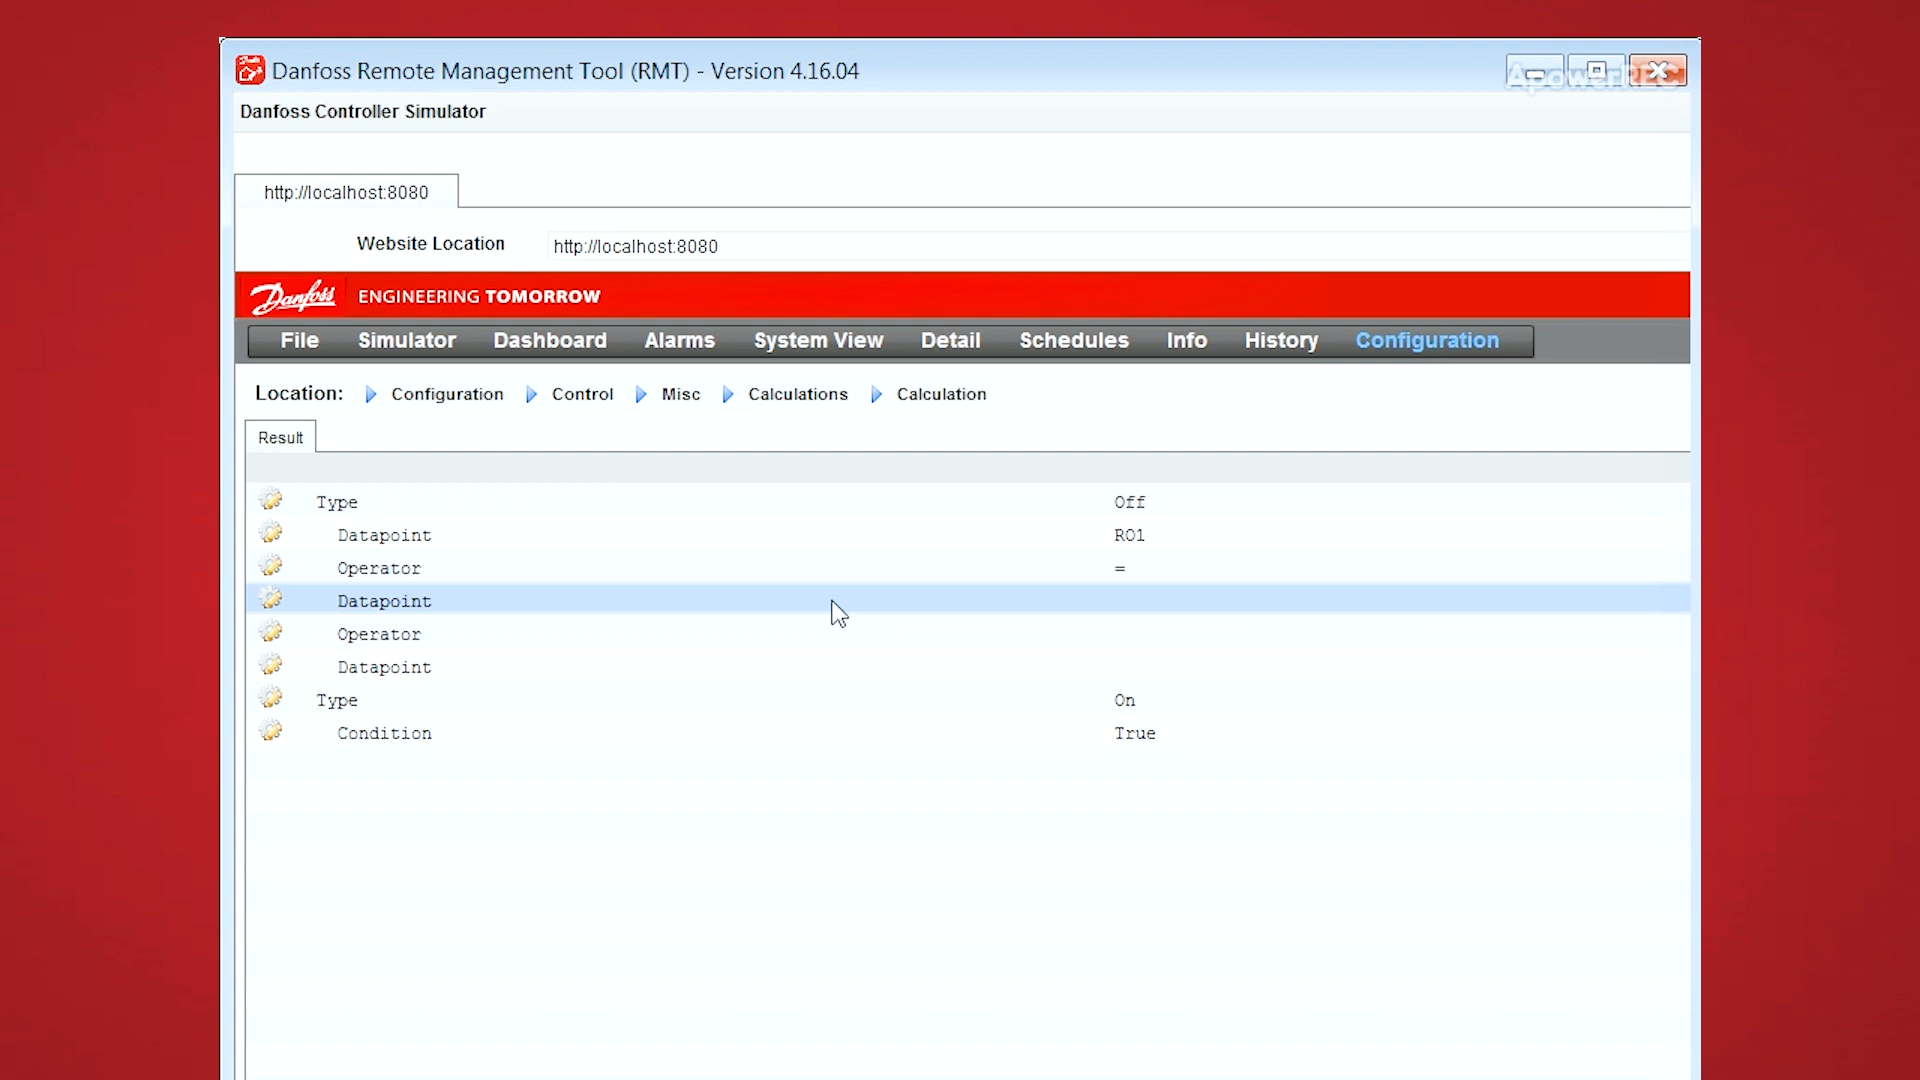 Danfoss Remote Management Tool (RMT) - Version 4.16.04
ApowerREC
Danfoss Controller Simulator
http://localhost:8080
Website Location http://localhost:8080
Danfoss ENGINEERING TOMORROW
File Simulator Dashboard Alarms System View Detail Schedules Info History Configuration
Location: Configuration Control Misc Calculations Calculation
Result
Type Off
Datapoint RO1
Operator =
Datapoint
Operator
Datapoint
Type On
Condition True